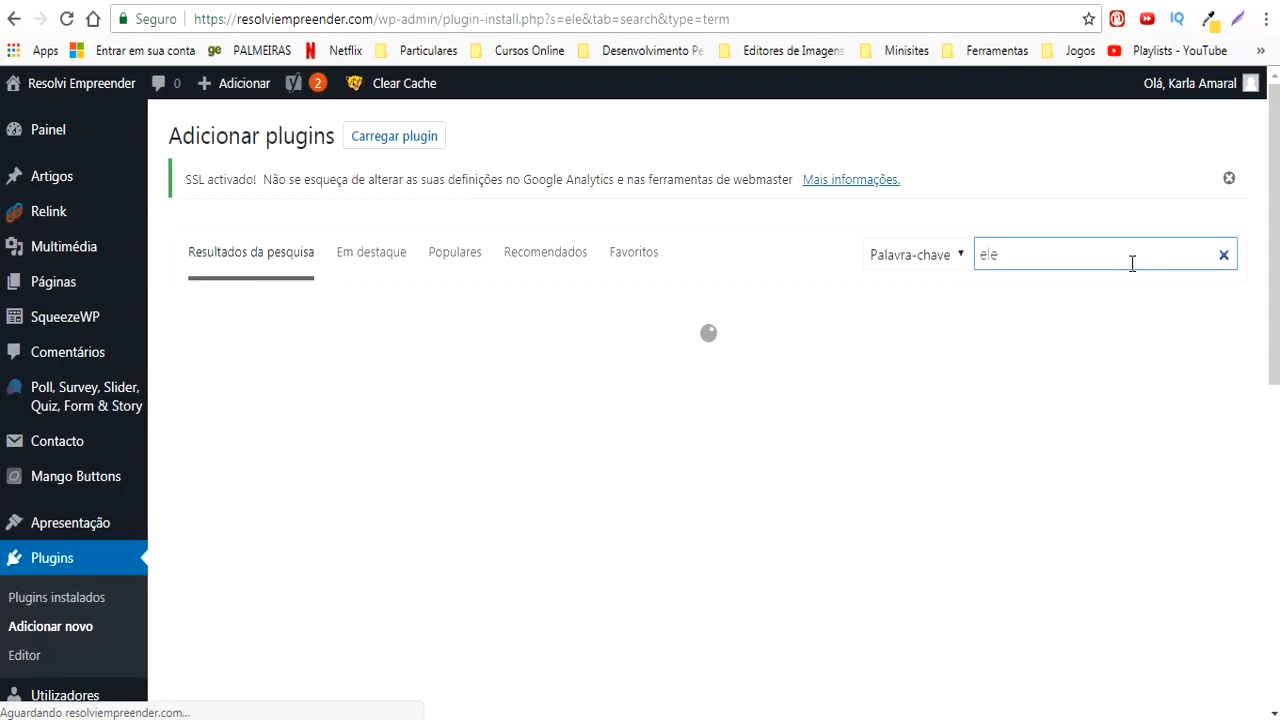 Seguro https://resolviempreender.com/wp-admin/plugin-install.php?s=ele&tab=search&type=term
Apps Entrar em sua conta ge PALMEIRAS Netflix Particulares Cursos Online Desenvolvimento Pe Editores de Imagens Minisites Ferramentas Jogos Playlists - YouTube »
Resolvi Empreender 0 + Adicionar 2 Clear Cache Olá, Karla Amaral
Painel
Artigos
Relink
Multimédia
Páginas
SqueezeWP
Comentários
Poll, Survey, Slider,
Quiz, Form & Story
Contacto
Mango Buttons
Apresentação
Plugins
Plugins instalados
Adicionar novo
Editor
Utilizadores
Adicionar plugins Carregar plugin
SSL activado! Não se esqueça de alterar as suas definições no Google Analytics e nas ferramentas de webmaster Mais informações.
Resultados da pesquisa Em destaque Populares Recomendados Favoritos Palavra-chave ele
Aguardando resolviempreender.com...